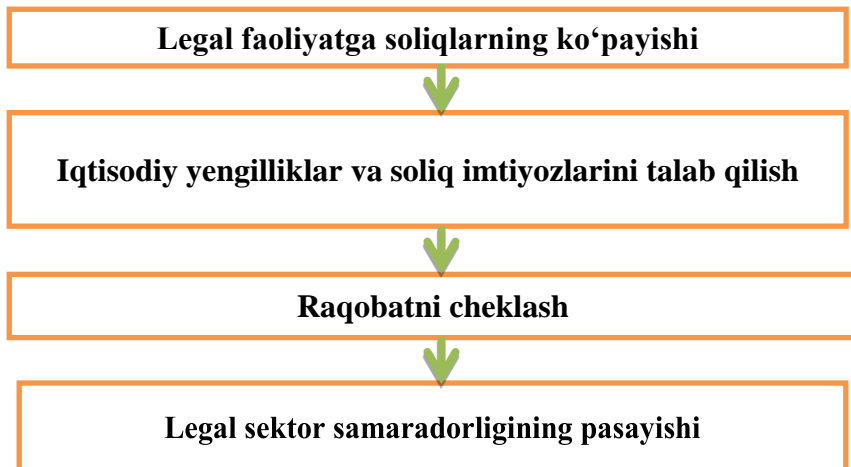 Legal faoliyatga soliqlarning ko‘payishi
Iqtisodiy yengilliklar va soliq imtiyozlarini talab qilish
Raqobatni cheklash
Legal sektor samaradorligining pasayishi